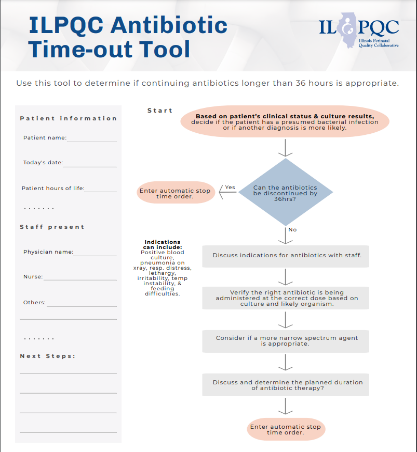 ILPQC Antibiotic
Time-out Tool
IL PQC
Illinois Perinatal
Quality Collaborative
Use this tool to determine if continuing antibiotics longer than 36 hours is appropriate.
Patient Information
Patient name:
Today's date:
Patient hours of life:
Staff present
Physician name:
Nurse:
Others:
Next Steps:
Start
Based on patient's clinical status & culture results,
decide if the patient has a presumed bacterial infection
or if another diagnosis is more likely.
Can the antibiotics
be discontinued by
36hrs?
Yes
Enter automatic stop
time order.
No
Indications
can include:
Positive blood
culture,
pneumonia on
xray, resp. distress,
lethargy,
irritability, temp
instability, &
feeding
difficulties.
Discuss indications for antibiotics with staff.
Verify the right antibiotic is being
administered at the correct dose based on
culture and likely organism.
Consider if a more narrow spectrum agent
is appropriate.
Discuss and determine the planned duration
of antibiotic therapy?
Enter automatic stop
time order.